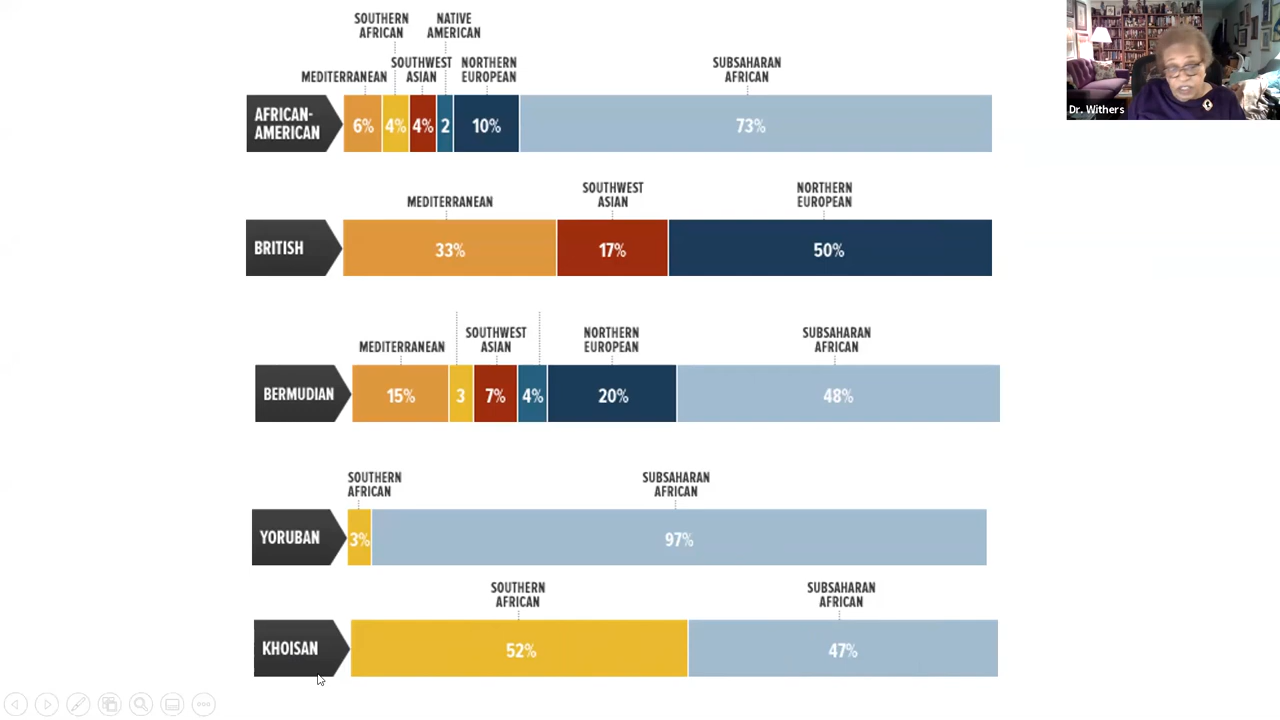 SOUTHERN
AFRICAN
NATIVE
AMERICAN
MEDITERRANEAN
SOUTHWEST
ASIAN
NORTHERN
EUROPEAN
SUBSAHARAN
AFRICAN
AFRICAN-
AMERICAN
6% 4% 4% 2 10% 73%
Dr. Withers
MEDITERRANEAN
SOUTHWEST
ASIAN
NORTHERN
EUROPEAN
BRITISH
33% 17% 50%
MEDITERRANEAN
SOUTHWEST
ASIAN
NORTHERN
EUROPEAN
SUBSAHARAN
AFRICAN
BERMUDIAN
15% 3 7% 4% 20% 48%
SOUTHERN
AFRICAN
SUBSAHARAN
AFRICAN
YORUBAN
3% 97%
SOUTHERN
AFRICAN
SUBSAHARAN
AFRICAN
KHOISAN
52% 47%